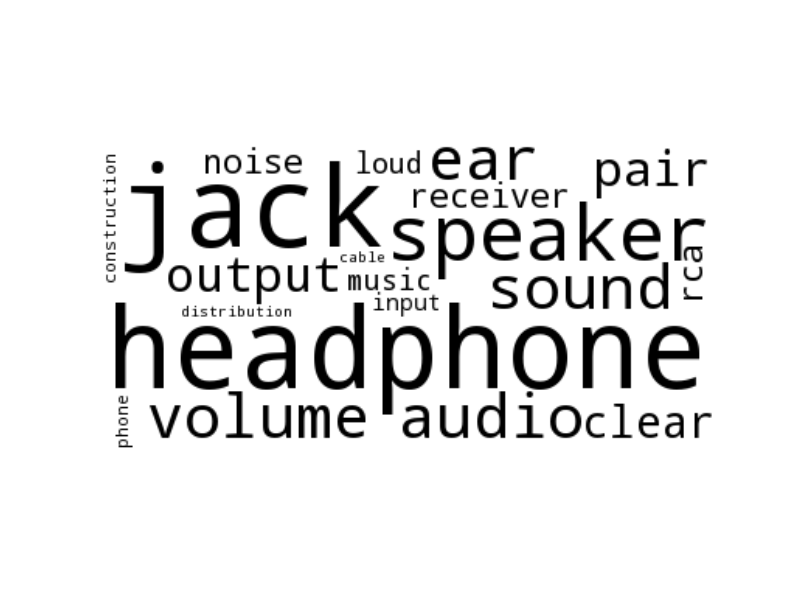 construction
noise
loud
ear
pair
jack
receiver
speaker
cable
output
music
sound
rca
input
distribution
headphone
phone
volume
audio
clear